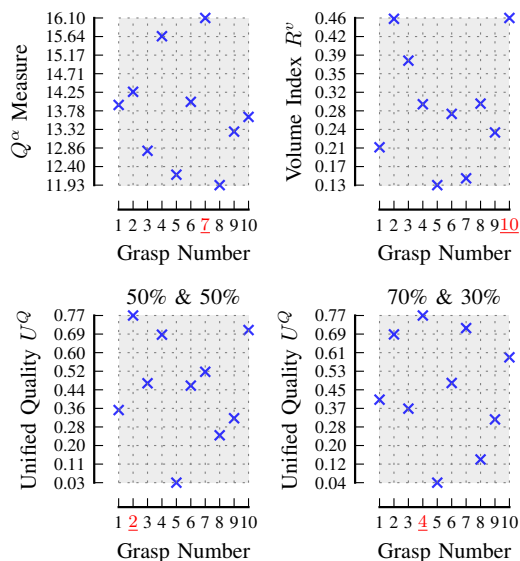 Q^α Measure
16.10
15.64
15.17
14.71
14.25
13.78
13.32
12.86
12.40
11.93
1 2 3 4 5 6 7 8 9 10
Grasp Number
Volume Index R^v
0.46
0.42
0.39
0.35
0.32
0.28
0.24
0.21
0.17
0.13
1 2 3 4 5 6 7 8 9 10
Grasp Number
50% & 50%
Unified Quality U^Q
0.77
0.69
0.60
0.52
0.44
0.36
0.28
0.20
0.11
0.03
1 2 3 4 5 6 7 8 9 10
Grasp Number
70% & 30%
Unified Quality U^Q
0.77
0.69
0.61
0.53
0.45
0.36
0.28
0.20
0.12
0.04
1 2 3 4 5 6 7 8 9 10
Grasp Number